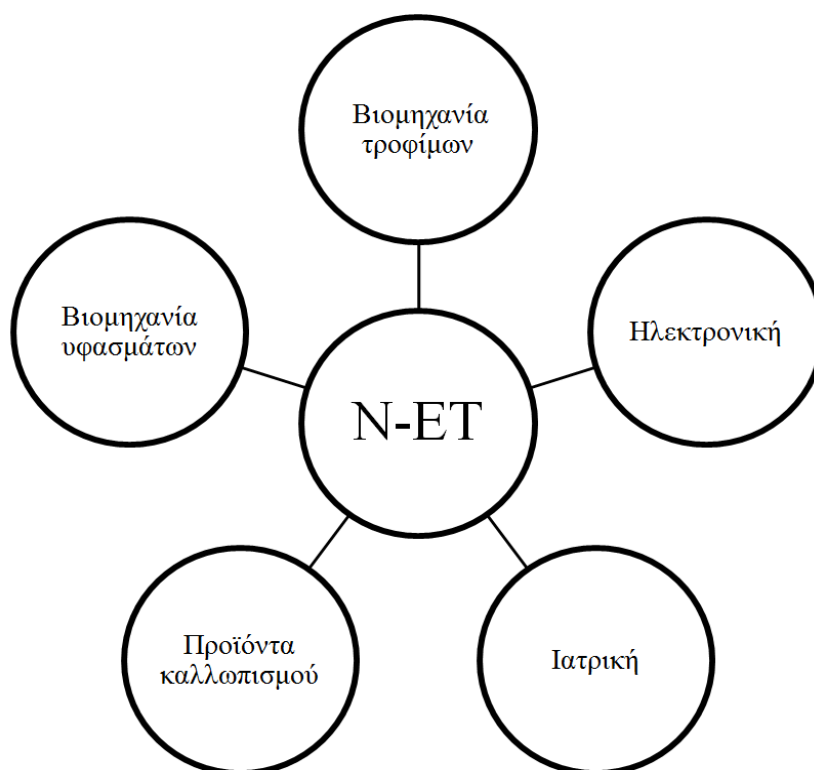 Βιομηχανία
τροφίμων
Βιομηχανία
υφασμάτων
Ηλεκτρονική
N-ET
Προϊόντα
καλλωπισμού
Ιατρική